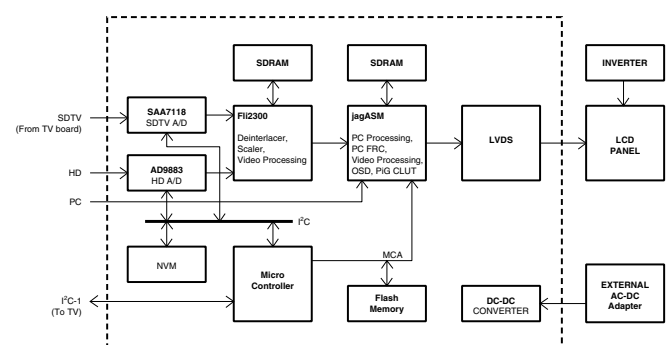 SDRAM
SDRAM
INVERTER
SDTV
(From TV board)
SAA7118
SDTV A/D
Fli2300
Deinterlacer,
Scaler,
Video Processing
jagASM
PC Processing,
PC FRC,
Video Processing,
OSD, PiG CLUT
LVDS
LCD
PANEL
HD
AD9883
HD A/D
PC
I²C
NVM
Micro
Controller
MCA
Flash
Memory
I²C-1
(To TV)
DC-DC
CONVERTER
EXTERNAL
AC-DC
Adapter